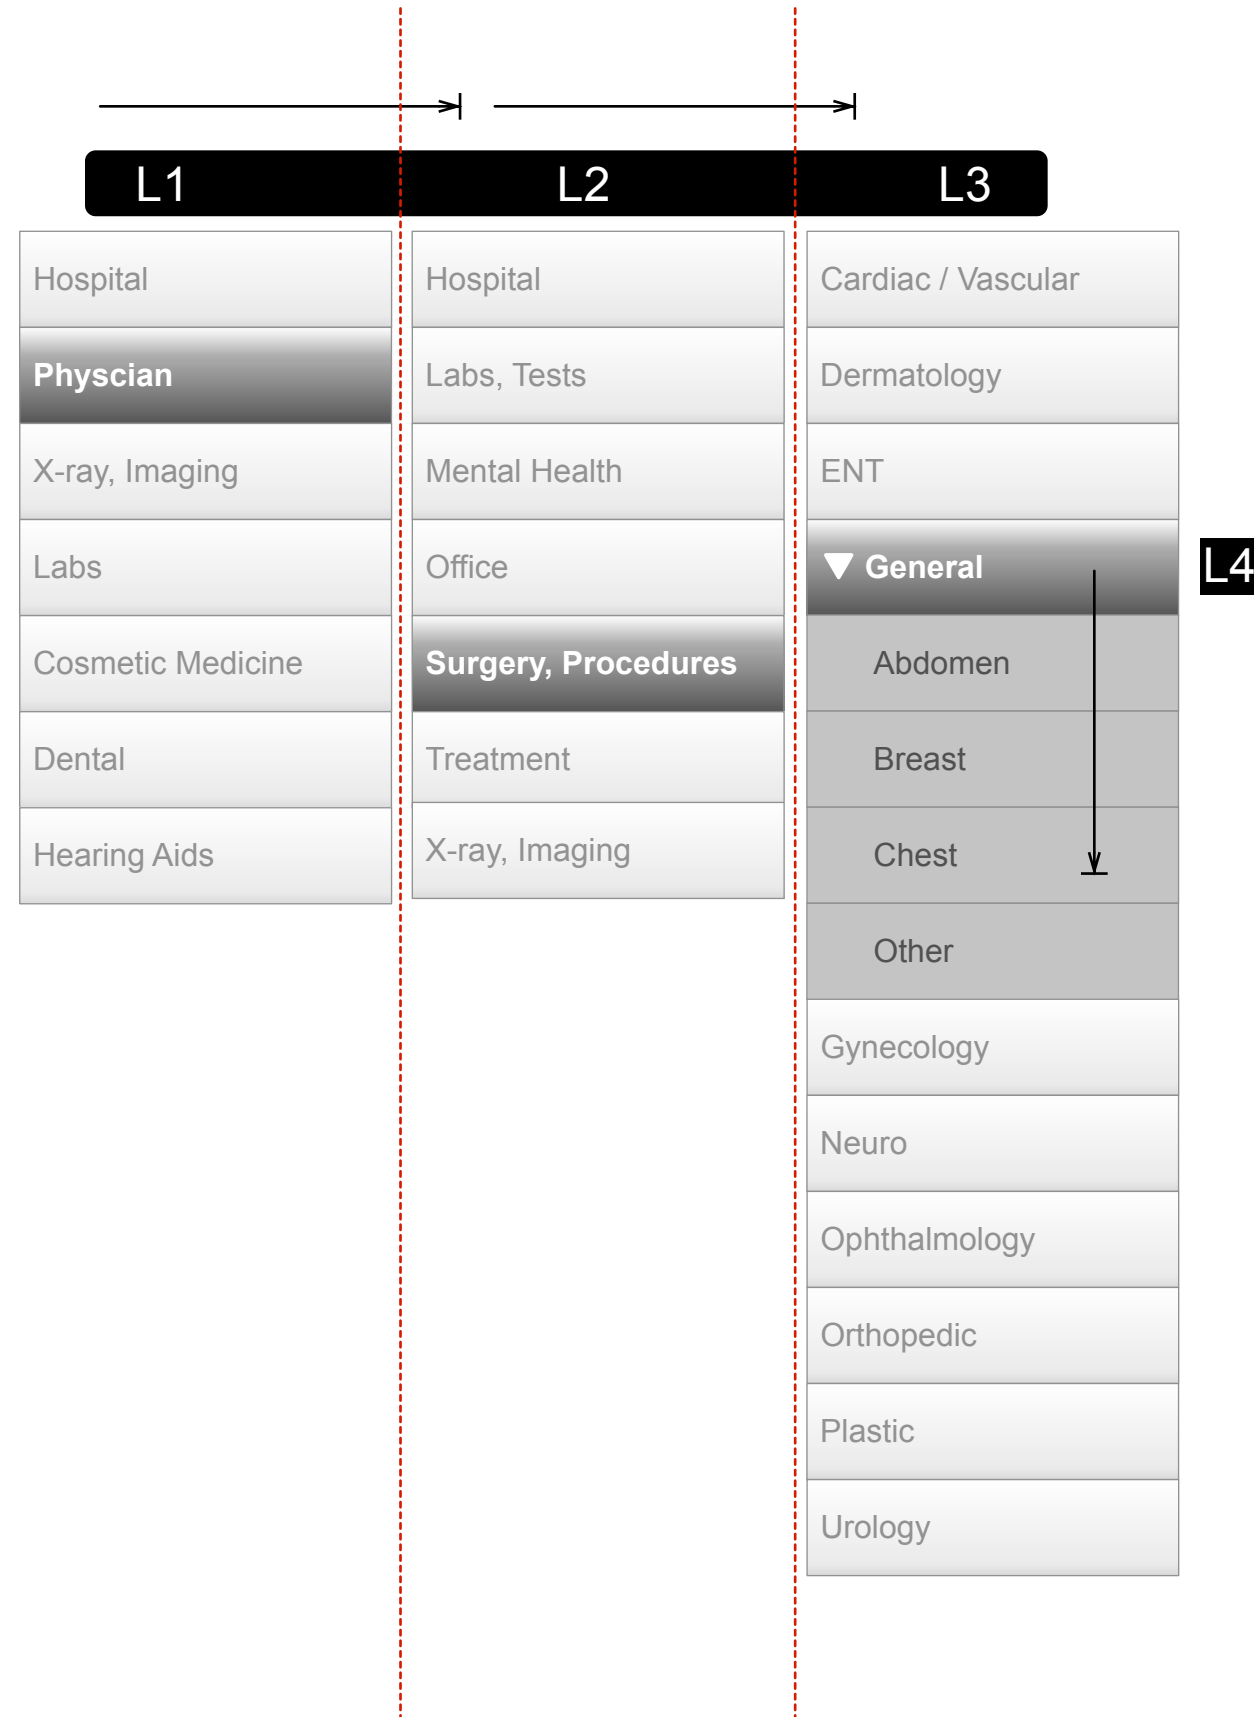 L1
L2
L3
Hospital
Physcian
X-ray, Imaging
Labs
Cosmetic Medicine
Dental
Hearing Aids
Hospital
Labs, Tests
Mental Health
Office
Surgery, Procedures
Treatment
X-ray, Imaging
Cardiac / Vascular
Dermatology
ENT
General
L4
Abdomen
Breast
Chest
Other
Gynecology
Neuro
Ophthalmology
Orthopedic
Plastic
Urology